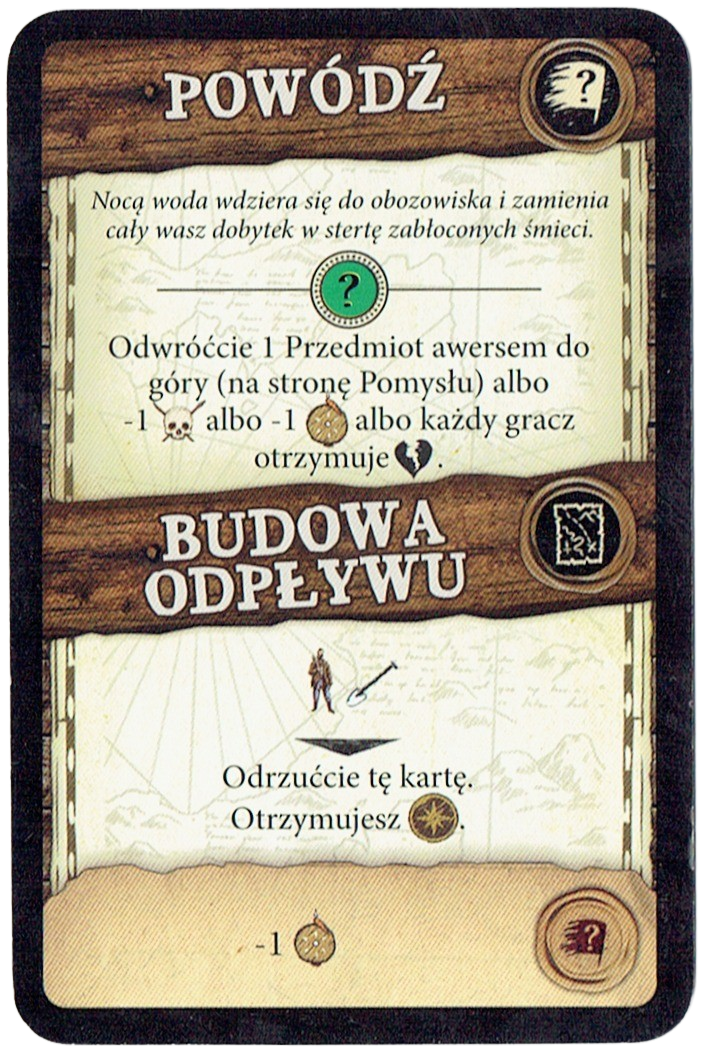 POWÓDŹ
?
Nocą woda wdziera się do obozowiska i zamienia
cały wasz dobytek w stertę zabłoconych śmieci.
?
Odwróćcie 1 Przedmiot awersem do
góry (na stronę Pomysłu) albo
-1 albo -1 albo każdy gracz
otrzymuje .
BUDOWA
ODPŁYWU
Odrzućcie tę kartę.
Otrzymujesz .
-1
?